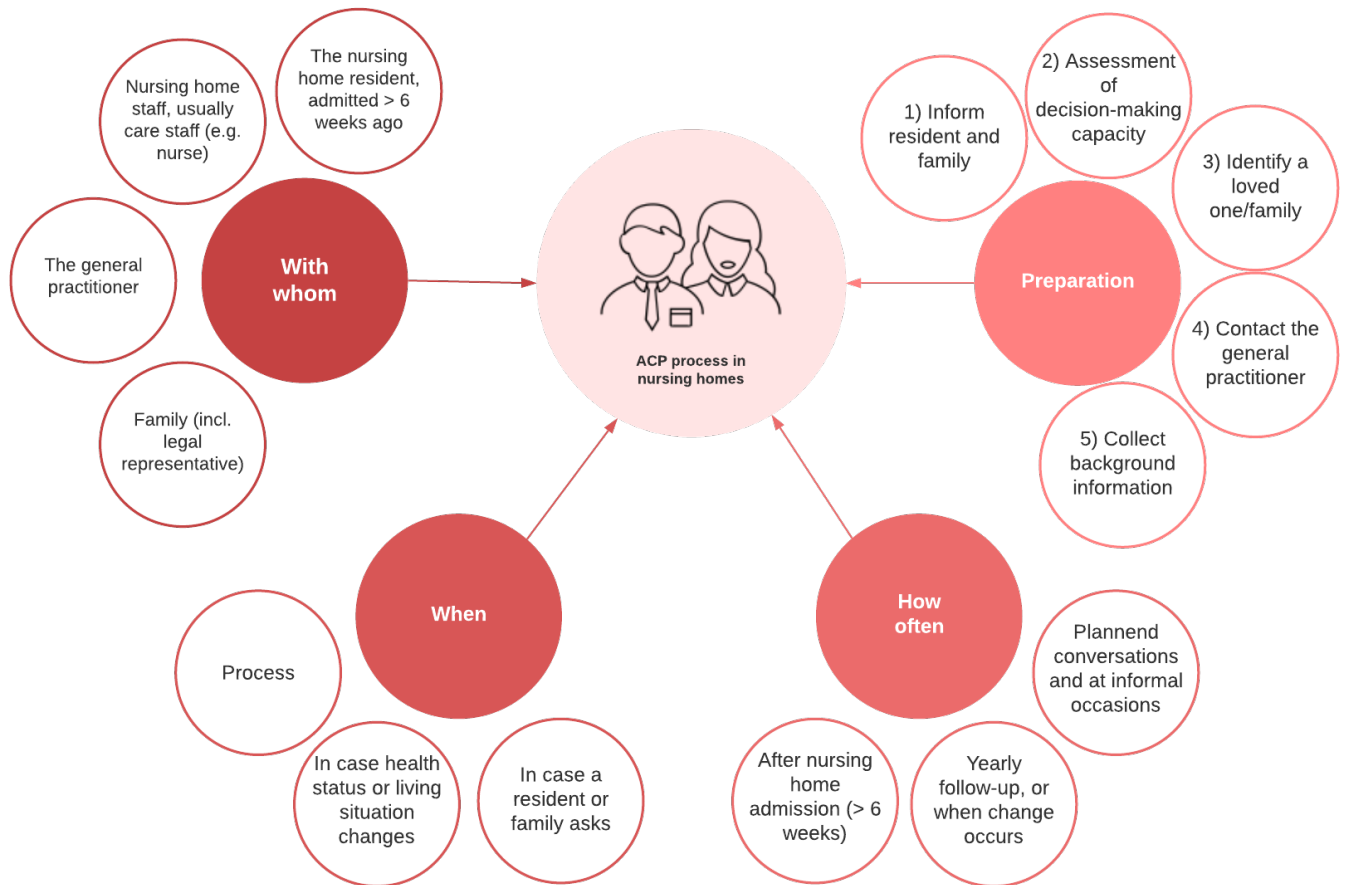 The nursing
home resident,
admitted > 6
weeks ago
Nursing home
staff, usually
care staff (e.g.
nurse)
The general
practitioner
Family (incl.
legal
representative)
With
whom
ACP process in
nursing homes
1) Inform
resident and
family
2) Assessment
of
decision-making
capacity
3) Identify a
loved
one/family
4) Contact the
general
practitioner
5) Collect
background
information
Preparation
When
Process
In case health
status or living
situation
changes
In case a
resident or
family asks
How
often
Plannend
conversations
and at informal
occasions
After nursing
home
admission (> 6
weeks)
Yearly
follow-up, or
when change
occurs